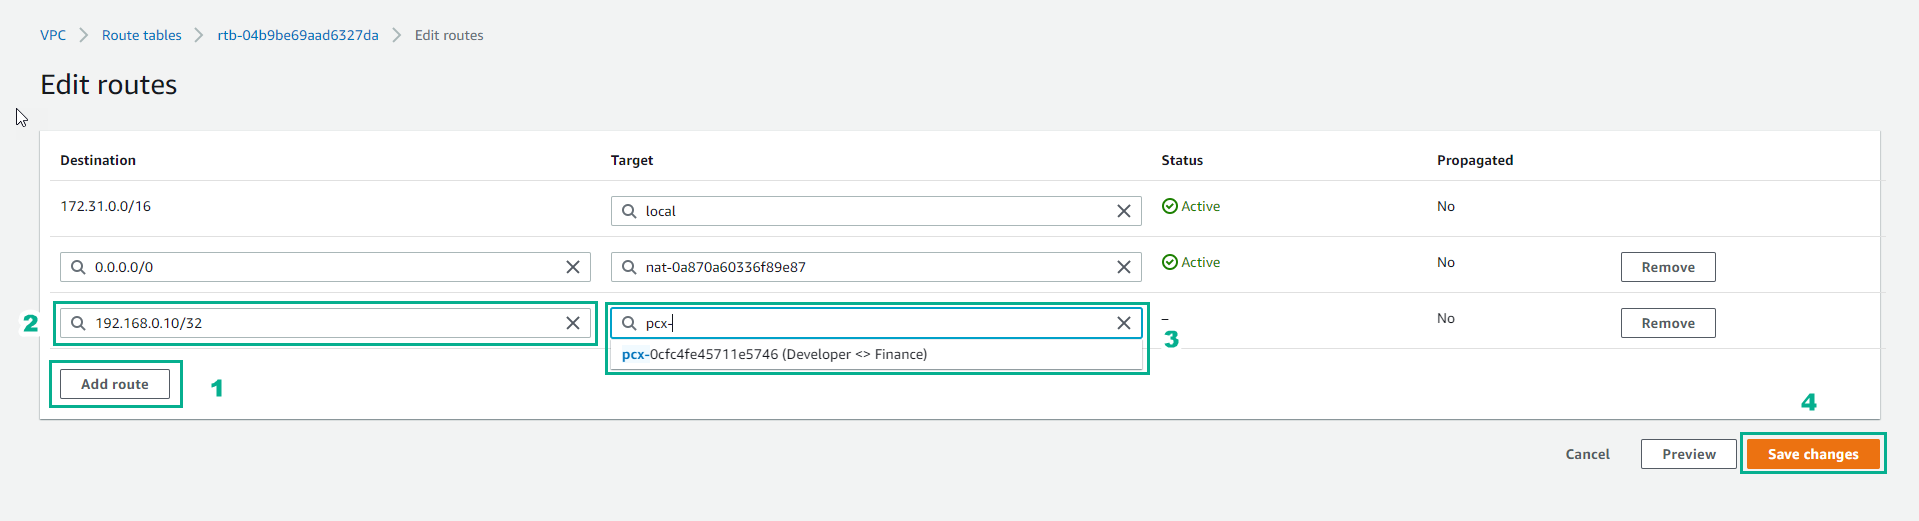 VPC > Route tables > rtb-04b9be69aad6327da > Edit routes
Edit routes
Destination Target Status Propagated
172.31.0.0/16 local Active No
0.0.0.0/0 nat-0a870a60336f89e87 Active No Remove
2 192.168.0.10/32 pcx- – No Remove
3
pcx-0cfc4fe45711e5746 (Developer <> Finance)
Add route 1
4
Cancel Preview Save changes